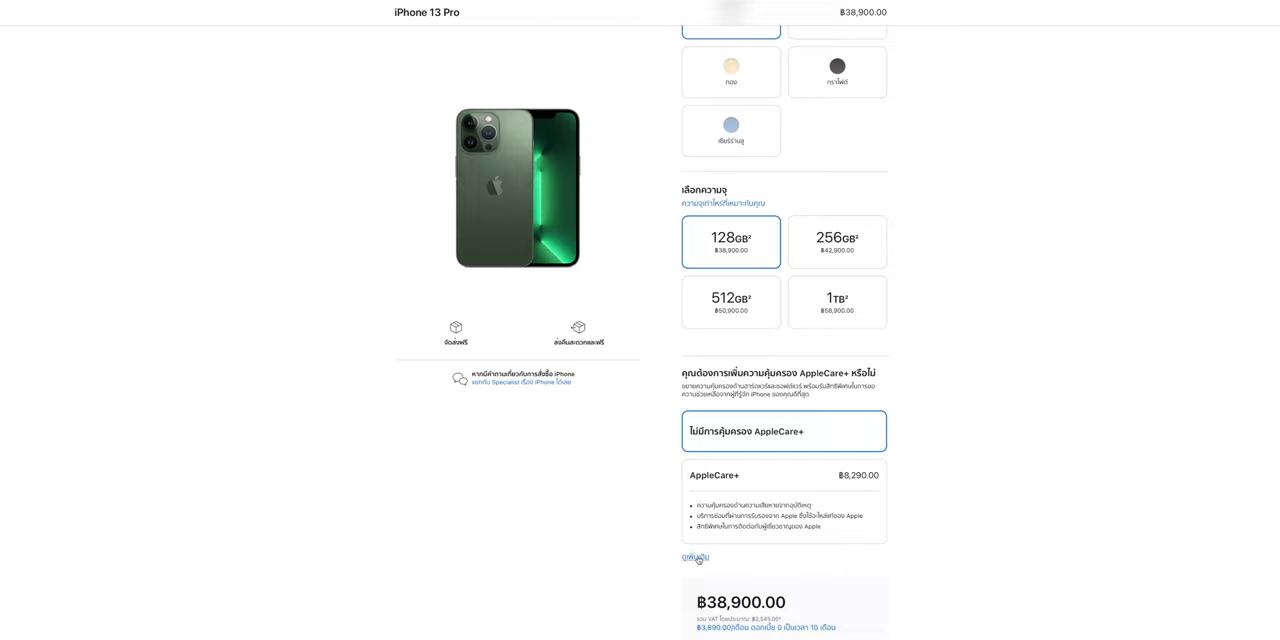 iPhone 13 Pro
฿38,900.00
ทอง
กราไฟต์
เซียร์ร่าบลู
เลือกความจุ
ความจุเท่าไหร่ที่เหมาะกับคุณ
128GB²
฿38,900.00
256GB²
฿42,900.00
512GB²
฿50,900.00
1TB²
฿58,900.00
จัดส่งฟรี
ส่งคืนสะดวกและฟรี
หากมีคำถามเกี่ยวกับการสั่งซื้อ iPhone
แชทกับ Specialist เรื่อง iPhone ได้เลย
คุณต้องการเพิ่มความคุ้มครอง AppleCare+ หรือไม่
ขยายความคุ้มครองด้านฮาร์ดแวร์และซอฟต์แวร์ พร้อมรับสิทธิพิเศษในการขอ
ความช่วยเหลือจากผู้ที่รู้จัก iPhone ของคุณดีที่สุด
ไม่มีการคุ้มครอง AppleCare+
AppleCare+
฿8,290.00
ความคุ้มครองด้านความเสียหายจากอุบัติเหตุ
บริการซ่อมที่ผ่านการรับรองจาก Apple ซึ่งใช้อะไหล่แท้ของ Apple
สิทธิพิเศษในการติดต่อกับผู้เชี่ยวชาญของ Apple
ดูเพิ่มเติม
฿38,900.00
รวม VAT โดยประมาณ: ฿2,545.00*
฿3,890.00/เดือน ดอกเบี้ย 0 เป็นเวลา 10 เดือน